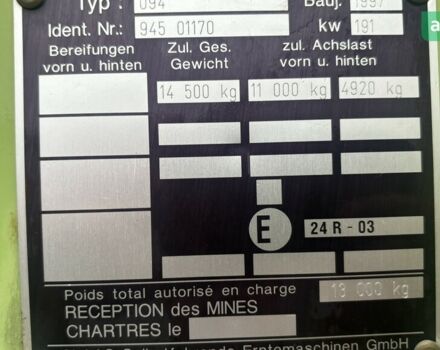 Typ : 094 Bauj. 1997
Ident. Nr.: 945 01170 kw 191
Bereifungen vorn u. hinten
Zul. Ges. Gewicht
zul. Achslast vorn u. hinten
14 500 kg 11 000 kg 4920 kg
E 24 R - 03
Poids total autorisé en charge 13 000 kg
RECEPTION des MINES
CHARTRES le
Erntemaschinen GmbH